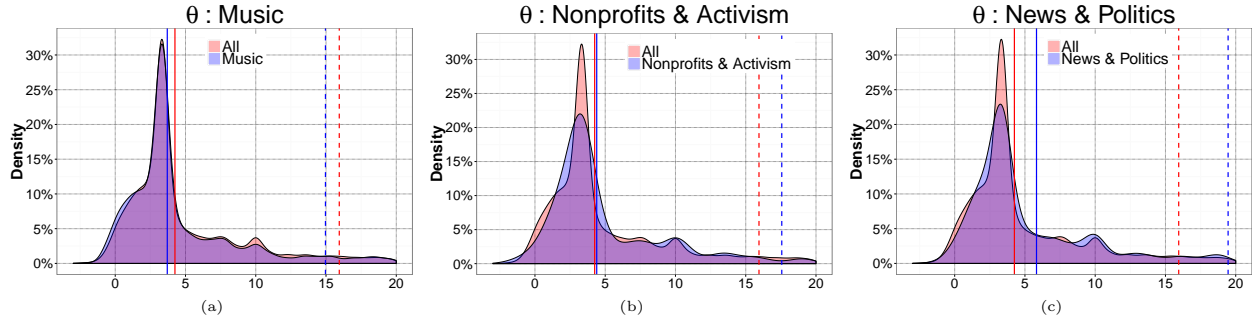 θ : Music
All
Music
Density
30%
25%
20%
15%
10%
5%
0%
0
5
10
15
20
(a)
θ : Nonprofits & Activism
All
Nonprofits & Activism
Density
30%
25%
20%
15%
10%
5%
0%
0
5
10
15
20
(b)
θ : News & Politics
All
News & Politics
Density
30%
25%
20%
15%
10%
5%
0%
0
5
10
15
20
(c)